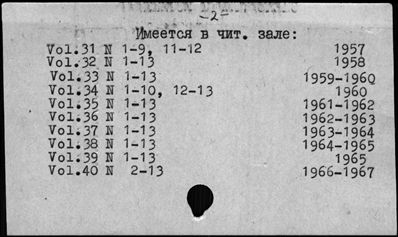 -2-
Имеется в чит. зале:
Vol.31 N 1-9, 11-12 1957
Vol.32 N 1-13 1958
Vol.33 N 1-13 1959-1960
Vol.34 N 1-10, 12-13 1960
Vol.35 N 1-13 1961-1962
Vol.36 N 1-13 1962-1963
Vol.37 N 1-13 1963-1964
Vol.38 N 1-13 1964-1965
Vol.39 N 1-13 1965
Vol.40 N 2-13 1966-1967